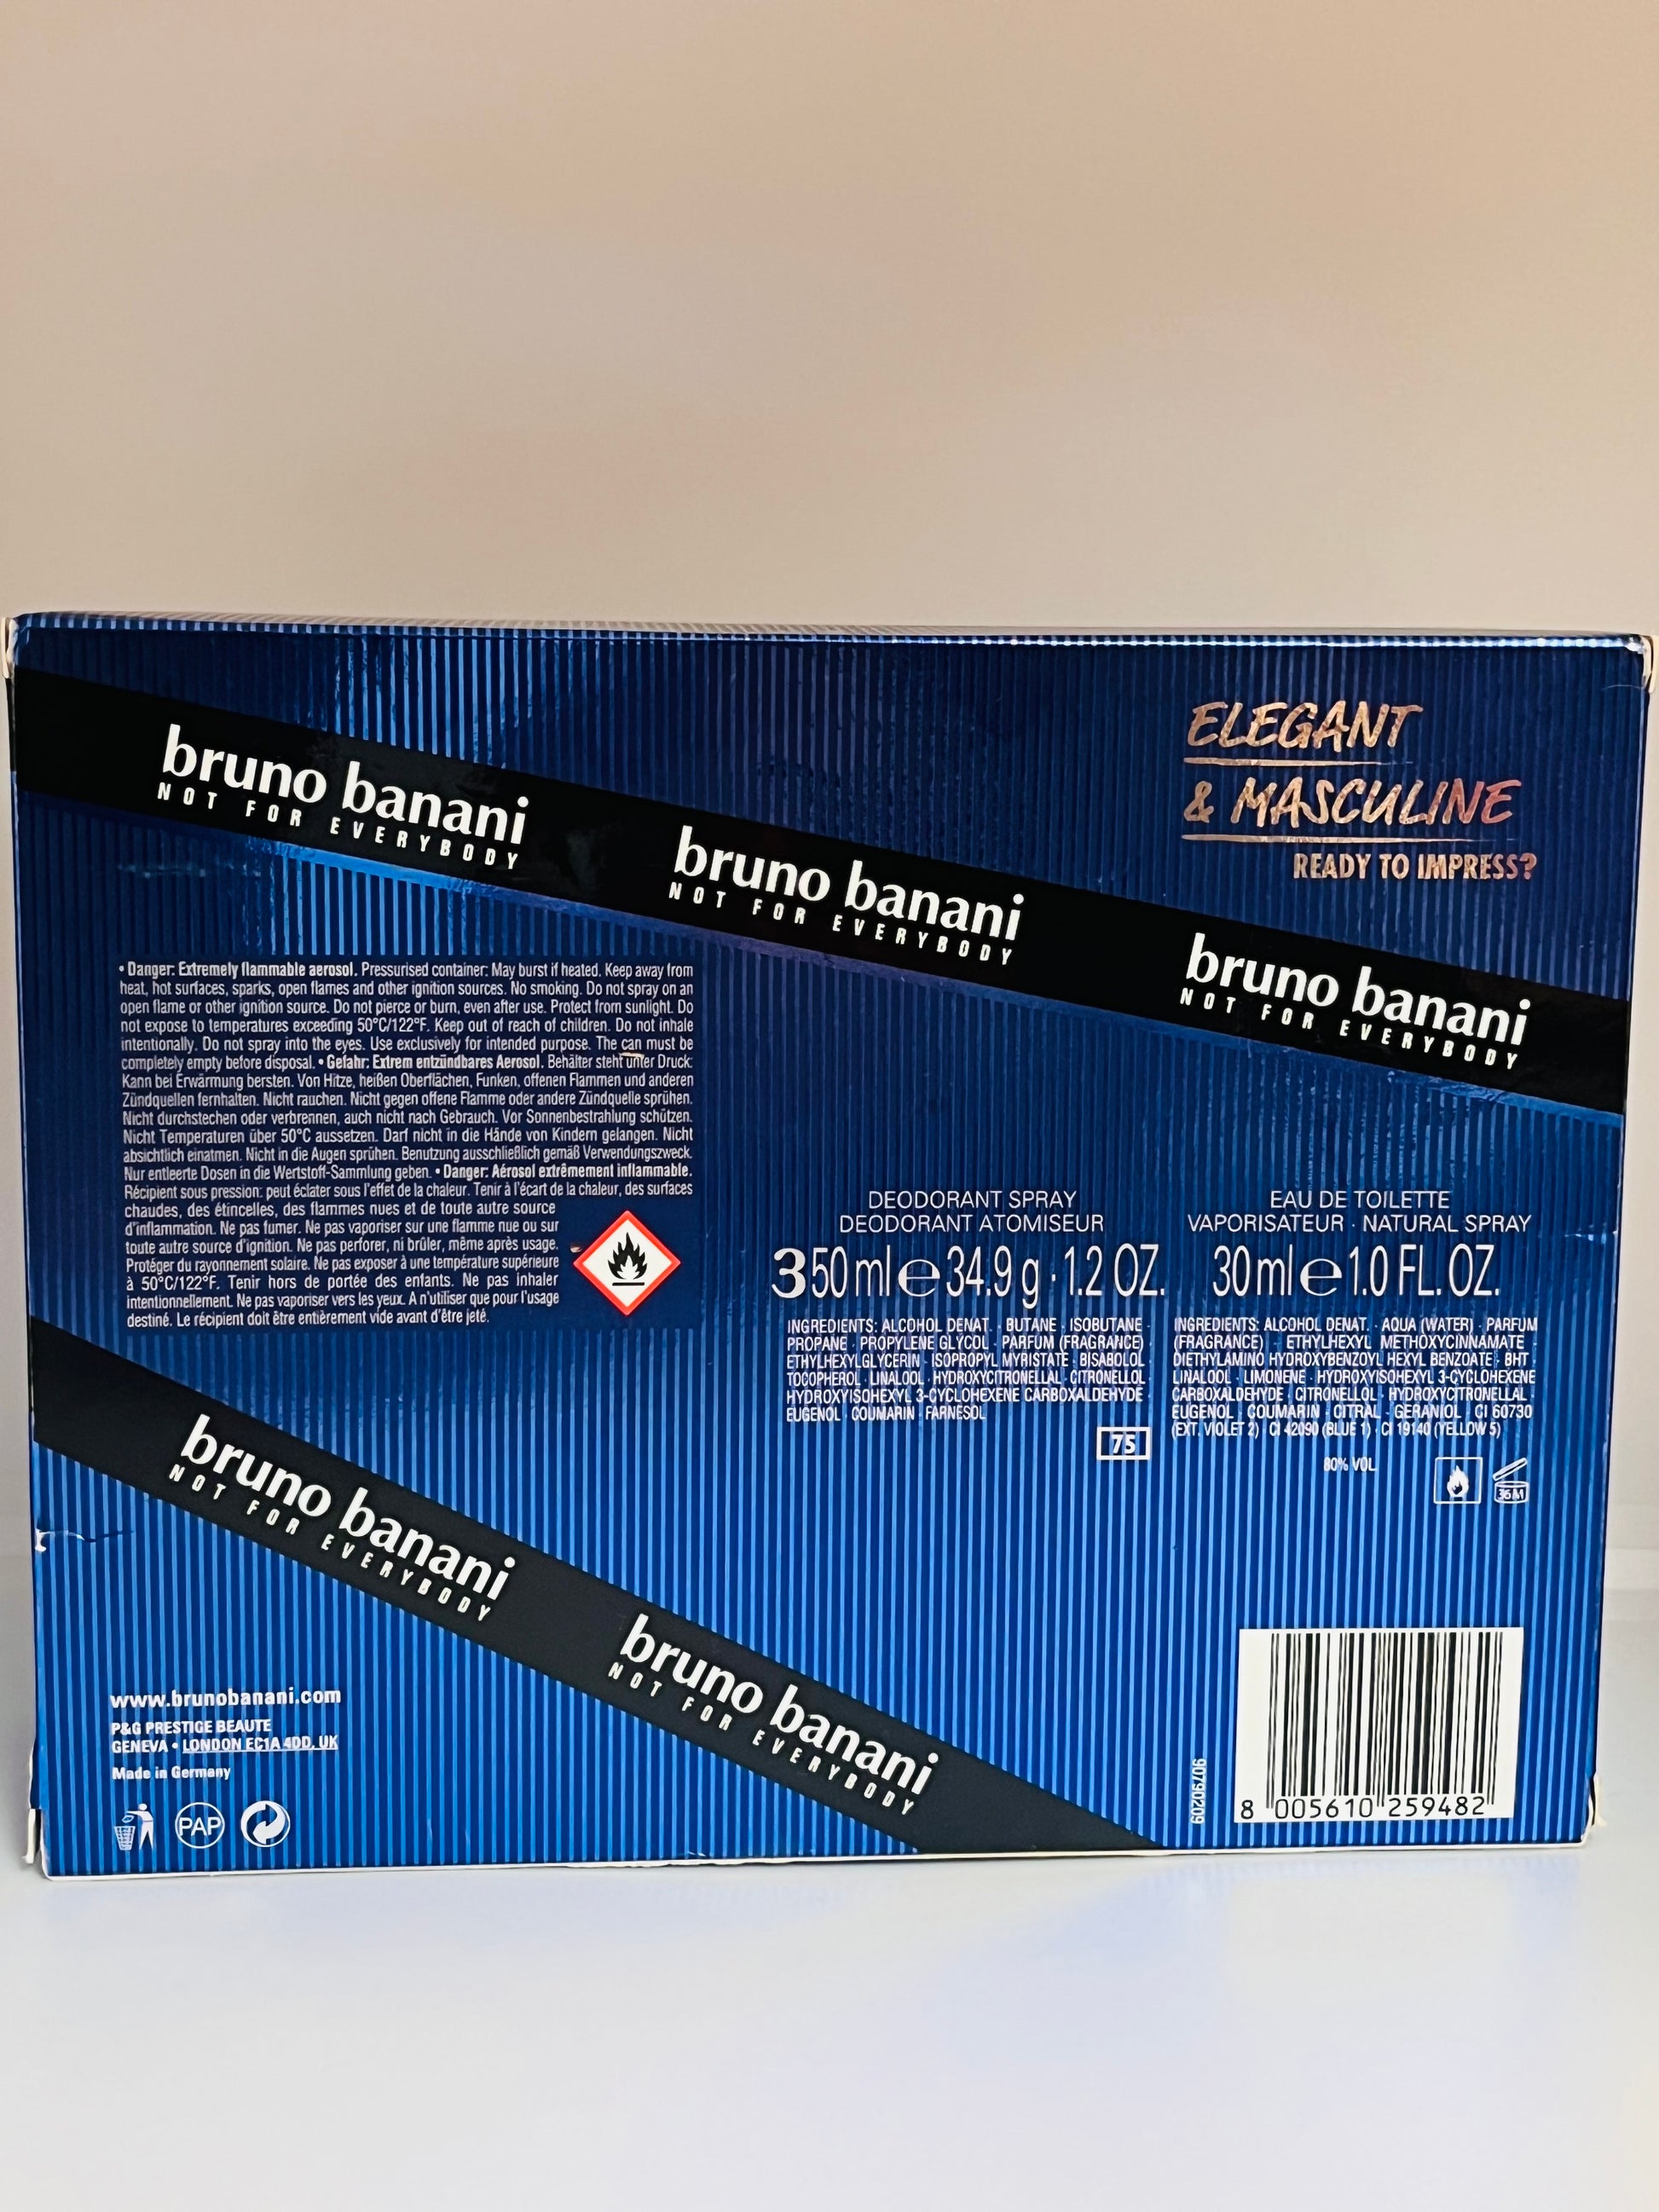 bruno banani
NOT FOR EVERYBODY
bruno banani
NOT FOR EVERYBODY
bruno banani
NOT FOR EVERYBODY
ELEGANT
& MASCULINE
READY TO IMPRESS?
• Danger: Extremely flammable aerosol. Pressurised container: May burst if heated. Keep away from
heat, hot surfaces, sparks, open flames and other ignition sources. No smoking. Do not spray on an
open flame or other ignition source. Do not pierce or burn, even after use. Protect from sunlight. Do
not expose to temperatures exceeding 50°C/122°F. Keep out of reach of children. Do not inhale
intentionally. Do not spray into the eyes. Use exclusively for intended purpose. The can must be
completely empty before disposal. • Gefahr: Extrem entzündbares Aerosol. Behälter steht unter Druck:
Kann bei Erwärmung bersten. Von Hitze, heißen Oberflächen, Funken, offenen Flammen und anderen
Zündquellen fernhalten. Nicht rauchen. Nicht gegen offene Flamme oder andere Zündquelle sprühen.
Nicht durchstechen oder verbrennen, auch nicht nach Gebrauch. Vor Sonnenbestrahlung schützen.
Nicht Temperaturen über 50°C aussetzen. Darf nicht in die Hände von Kindern gelangen. Nicht
absichtlich einatmen. Nicht in die Augen sprühen. Benutzung ausschließlich gemäß Verwendungszweck.
Nur entleerte Dosen in die Wertstoff-Sammlung geben. • Danger: Aérosol extrêmement inflammable.
Récipient sous pression: peut éclater sous l'effet de la chaleur. Tenir à l'écart de la chaleur, des surfaces
chaudes, des étincelles, des flammes nues et de toute autre source
d'inflammation. Ne pas fumer. Ne pas vaporiser sur une flamme nue ou sur
toute autre source d'ignition. Ne pas perforer, ni brûler, même après usage.
Protéger du rayonnement solaire. Ne pas exposer à une température supérieure
à 50°C/122°F. Tenir hors de portée des enfants. Ne pas inhaler
intentionnellement. Ne pas vaporiser vers les yeux. A n'utiliser que pour l'usage
destiné. Le récipient doit être entièrement vide avant d'être jeté.
DEODORANT SPRAY
DEODORANT ATOMISEUR
350 ml e 34.9 g · 1.2 OZ.
INGREDIENTS: ALCOHOL DENAT. · BUTANE · ISOBUTANE ·
PROPANE · PROPYLENE GLYCOL · PARFUM (FRAGRANCE) ·
ETHYLHEXYLGLYCERIN · ISOPROPYL MYRISTATE · BISABOLOL ·
TOCOPHEROL · LINALOOL · HYDROXYCITRONELLAL · CITRONELLOL ·
HYDROXYISOHEXYL 3-CYCLOHEXENE CARBOXALDEHYDE ·
EUGENOL · COUMARIN · FARNESOL
75
EAU DE TOILETTE
VAPORISATEUR · NATURAL SPRAY
30 ml e 1.0 FL. OZ.
INGREDIENTS: ALCOHOL DENAT. · AQUA (WATER) · PARFUM
(FRAGRANCE) · ETHYLHEXYL METHOXYCINNAMATE ·
DIETHYLAMINO HYDROXYBENZOYL HEXYL BENZOATE · BHT ·
LINALOOL · LIMONENE · HYDROXYISOHEXYL 3-CYCLOHEXENE
CARBOXALDEHYDE · CITRONELLOL · HYDROXYCITRONELLAL ·
EUGENOL · COUMARIN · CITRAL · GERANIOL · CI 60730
(EXT. VIOLET 2) · CI 42090 (BLUE 1) · CI 19140 (YELLOW 5)
80% VOL
36M
bruno banani
NOT FOR EVERYBODY
bruno banani
NOT FOR EVERYBODY
www.brunobanani.com
P&G PRESTIGE BEAUTE
GENEVA • LONDON EC1A 4DD, UK
Made in Germany
PAP
90790209
8 005610 259482